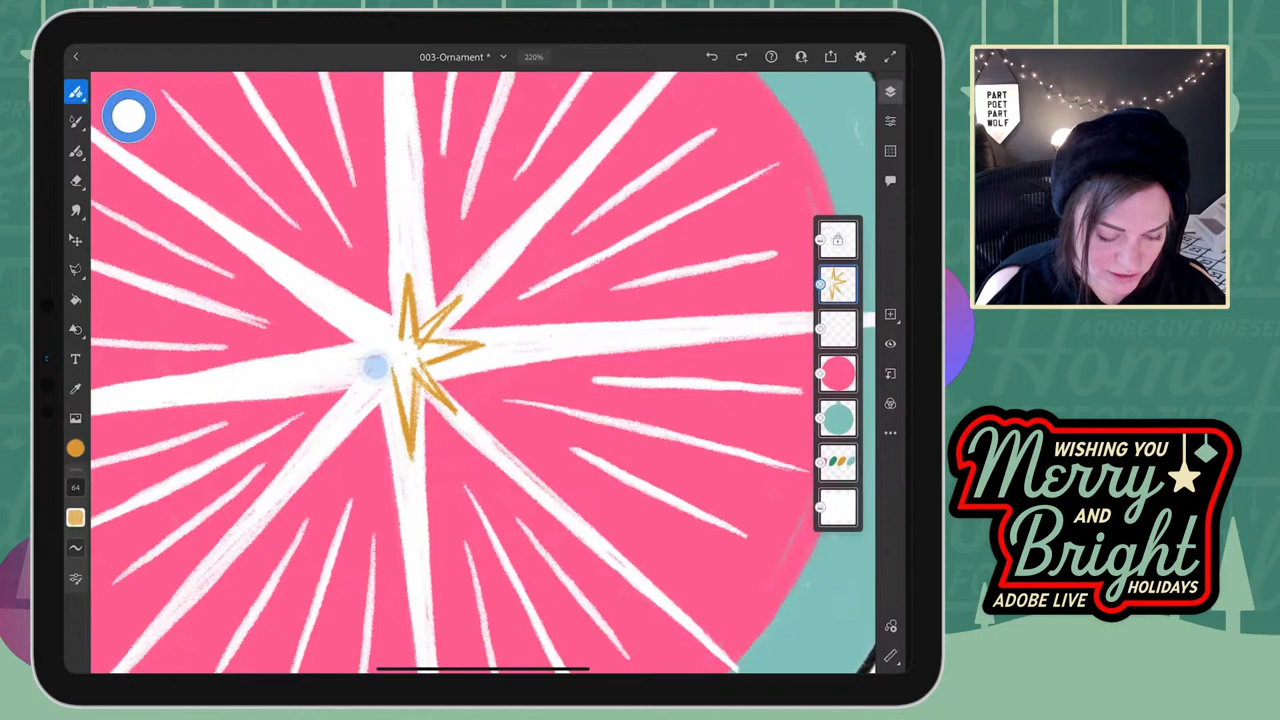 003-Ornament *
220%
64
PART
POET
PART
WOLF
WISHING YOU
Merry
AND
Bright
HOLIDAYS
ADOBE LIVE